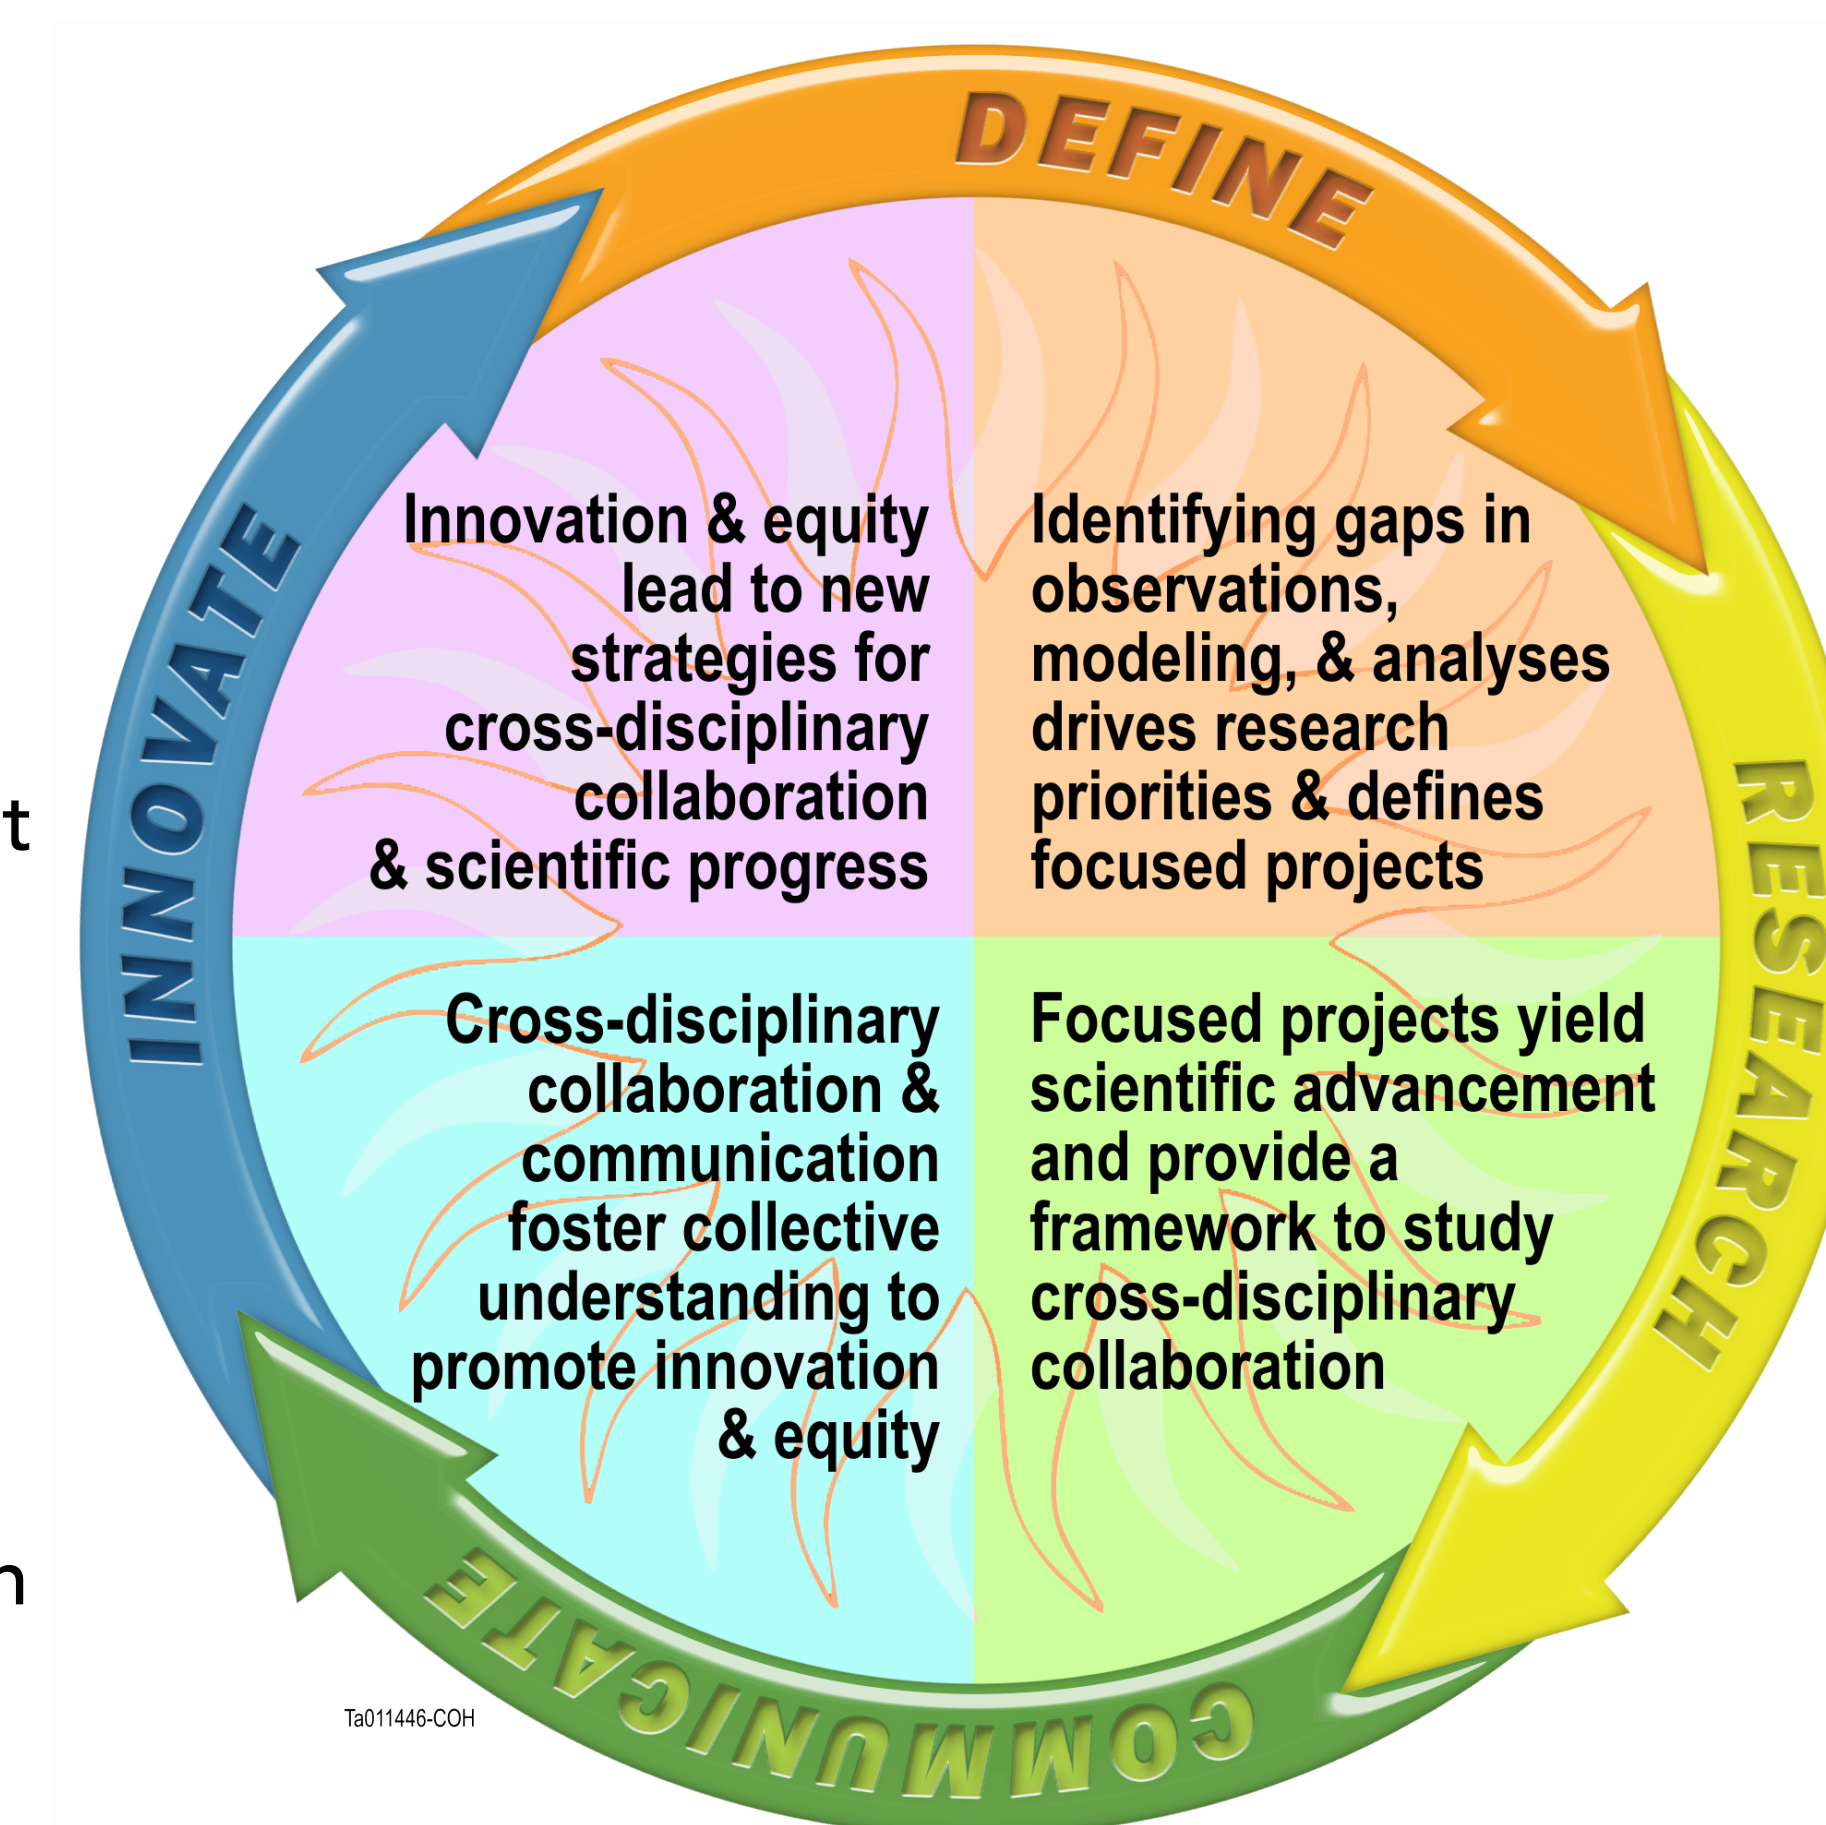 DEFINE
RESEARCH
COMMUNICATE
INNOVATE
Innovation & equity
lead to new
strategies for
cross-disciplinary
collaboration
& scientific progress
Identifying gaps in
observations,
modeling, & analyses
drives research
priorities & defines
focused projects
Cross-disciplinary
collaboration &
communication
foster collective
understanding to
promote innovation
& equity
Focused projects yield
scientific advancement
and provide a
framework to study
cross-disciplinary
collaboration
t
n
Ta011446-COH